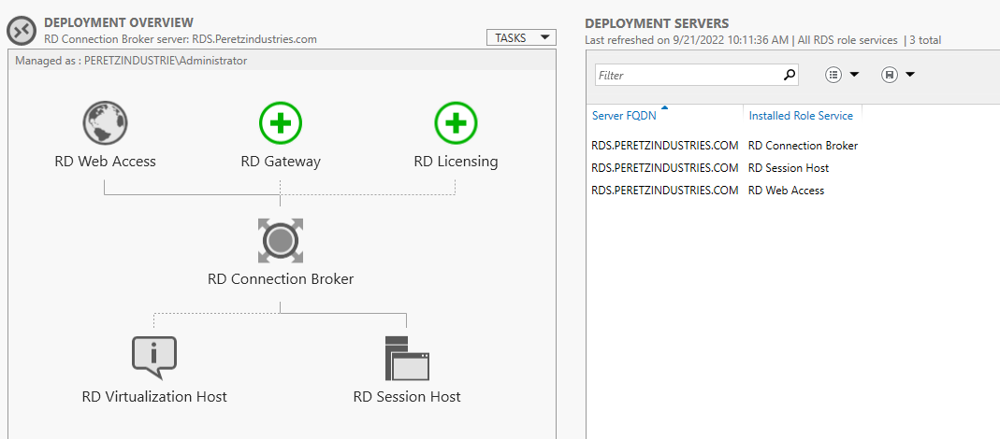 DEPLOYMENT OVERVIEW
RD Connection Broker server: RDS.Peretzindustries.com
TASKS
Managed as : PERETZINDUSTRIE\Administrator
RD Web Access
RD Gateway
RD Licensing
RD Connection Broker
RD Virtualization Host
RD Session Host
DEPLOYMENT SERVERS
Last refreshed on 9/21/2022 10:11:36 AM | All RDS role services | 3 total
Filter
Server FQDN Installed Role Service
RDS.PERETZINDUSTRIES.COM RD Connection Broker
RDS.PERETZINDUSTRIES.COM RD Session Host
RDS.PERETZINDUSTRIES.COM RD Web Access